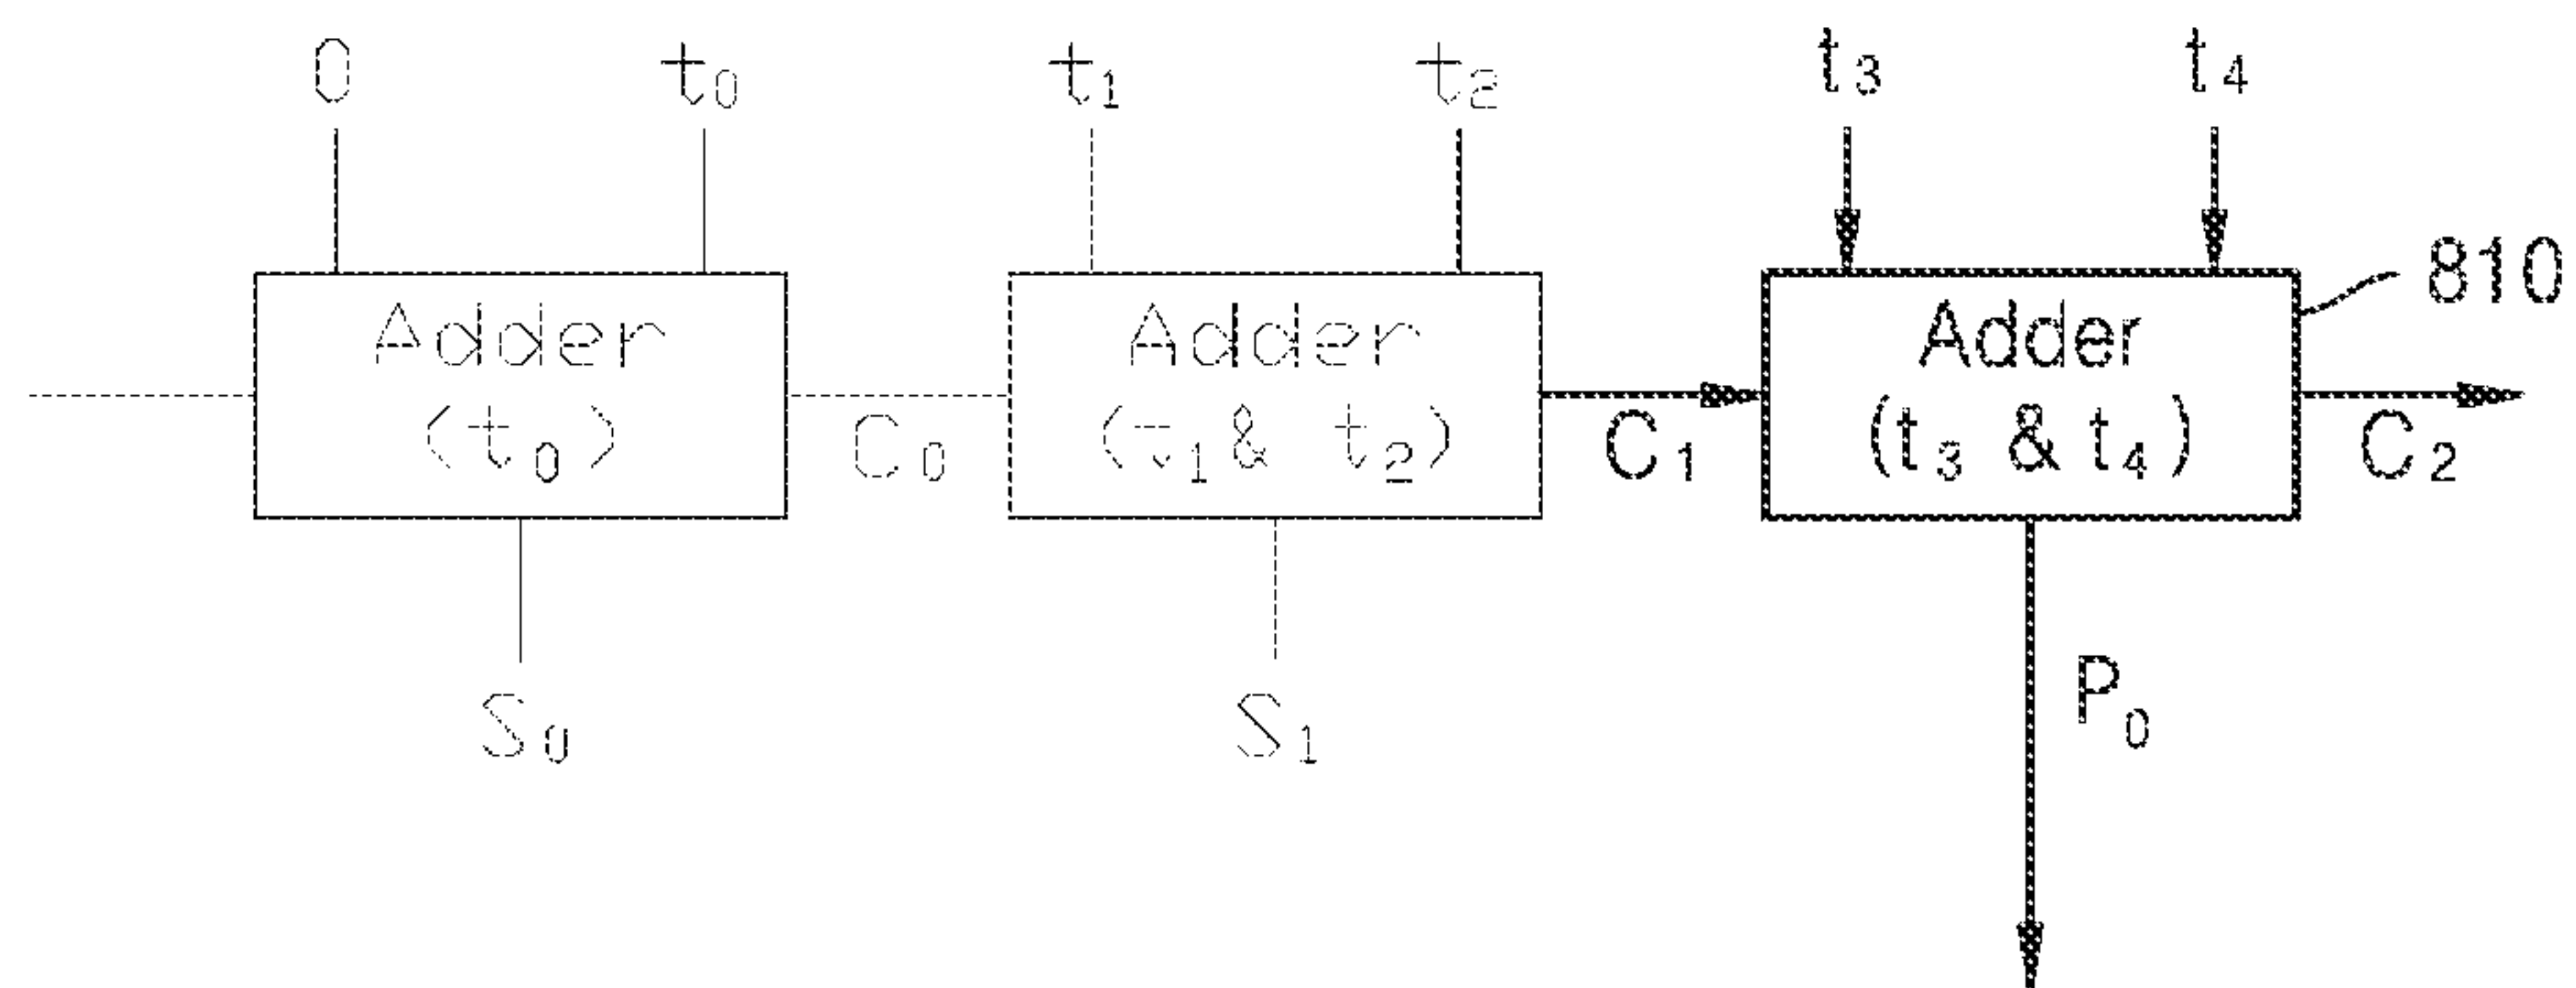 0 t₀ t₁ t₂ t₃ t₄
810
Adder Adder Adder
(t₀) C₀ (t₁ & t₂) C₁ (t₃ & t₄) C₂
S₀ S₁ P₀